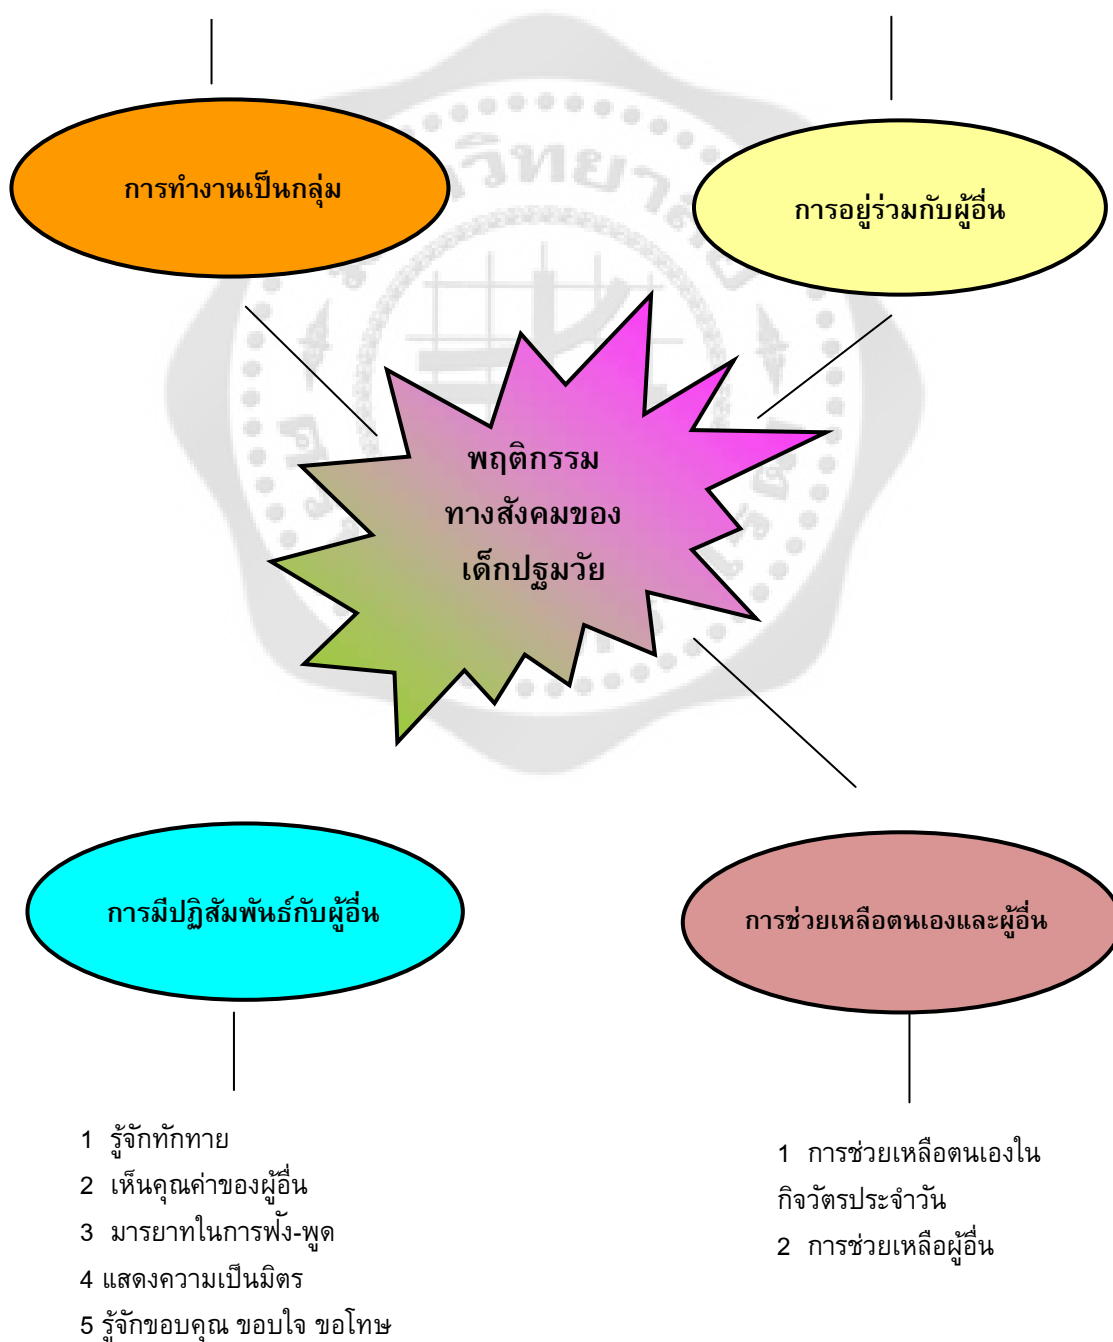 การทำงานเป็นกลุ่ม
การอยู่ร่วมกับผู้อื่น
พฤติกรรม
ทางสังคมของ
เด็กปฐมวัย
การมีปฏิสัมพันธ์กับผู้อื่น
การช่วยเหลือตนเองและผู้อื่น
1 รู้จักทักทาย
2 เห็นคุณค่าของผู้อื่น
3 มารยาทในการฟัง-พูด
4 แสดงความเป็นมิตร
5 รู้จักขอบคุณ ขอบใจ ขอโทษ
1 การช่วยเหลือตนเองใน
กิจวัตรประจำวัน
2 การช่วยเหลือผู้อื่น